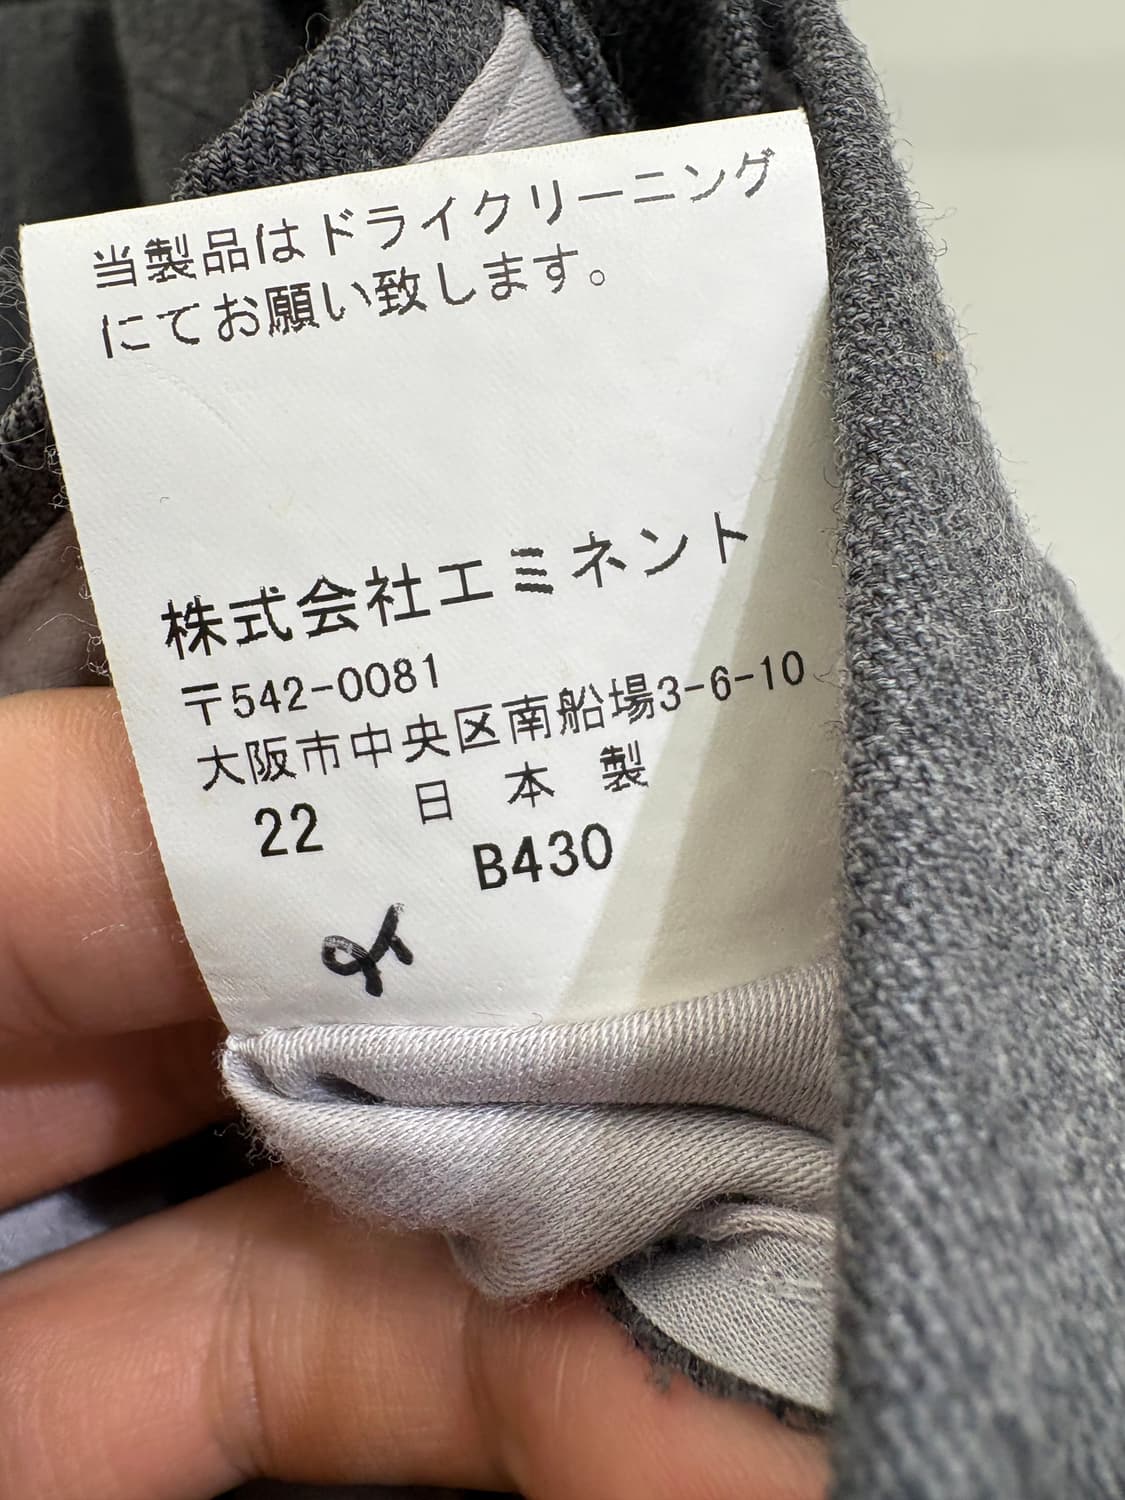 当製品はドライクリーニング
にてお願い致します。
株式会社エミネント
〒542-0081
大阪市中央区南船場3-6-10
日本製
22
B430